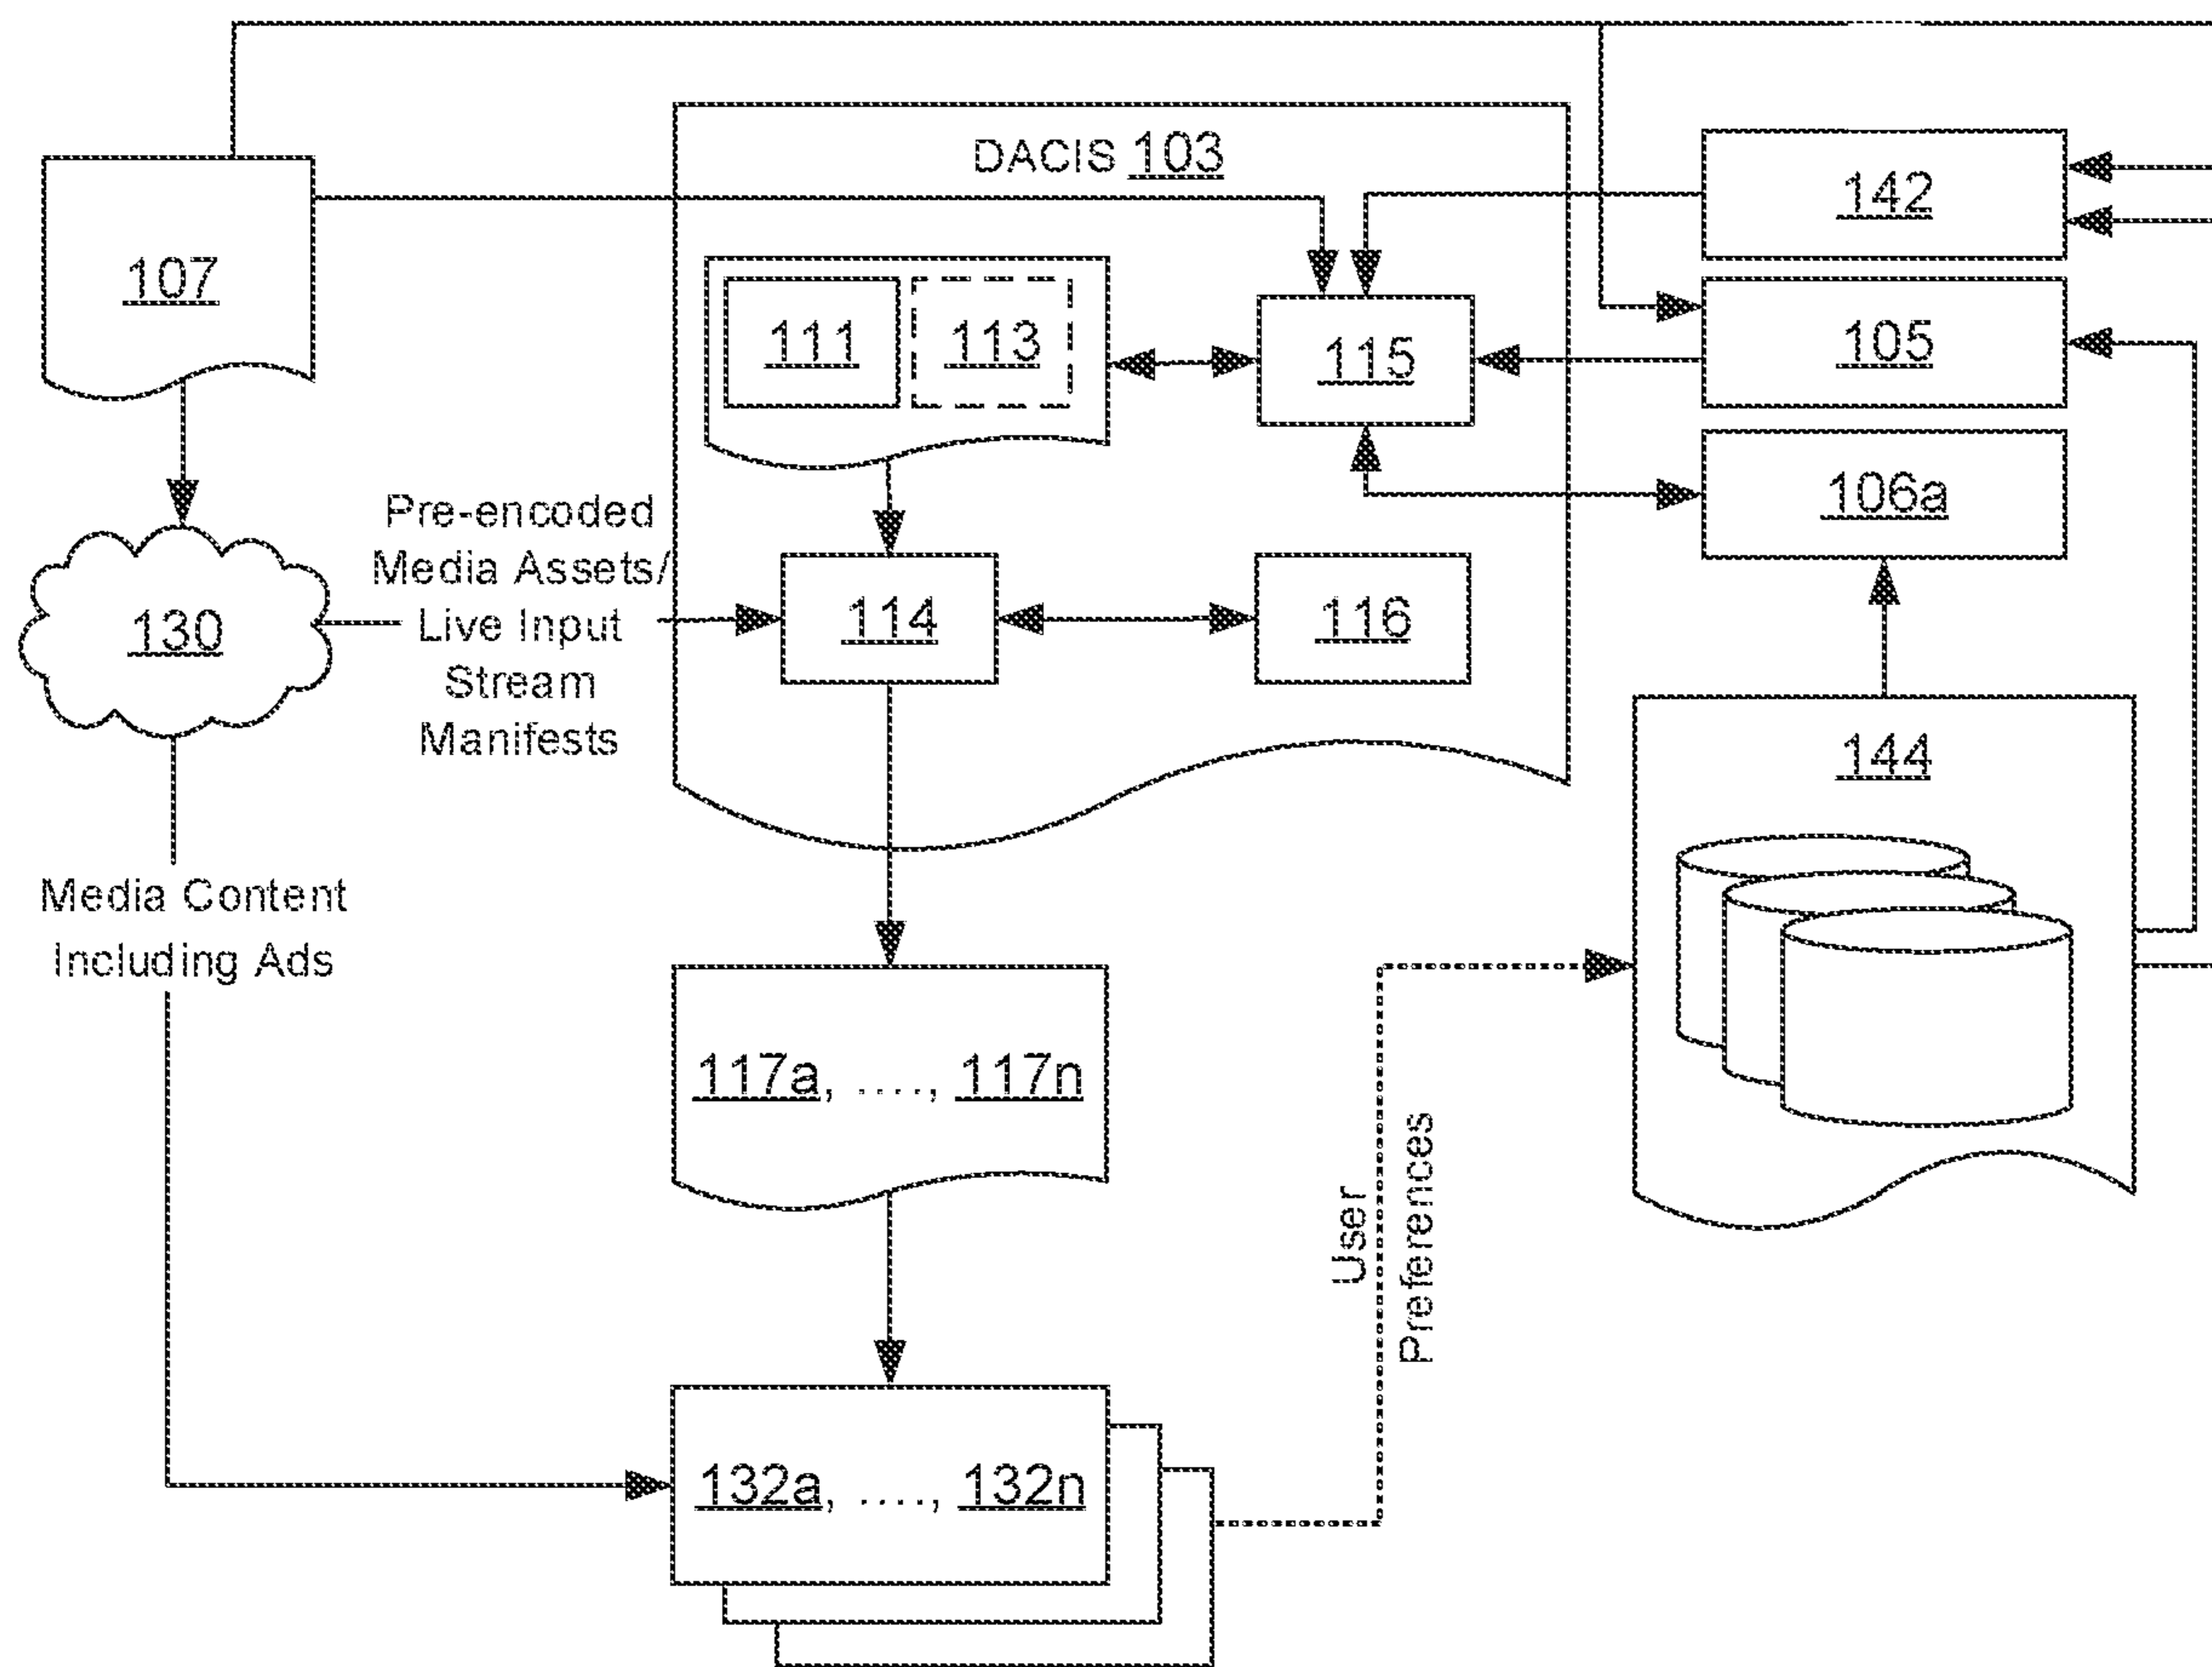 DACIS 103
107
142
111
113
115
105
106a
Pre-encoded
Media Assets/
Live Input
Stream
Manifests
130
114
116
144
Media Content
Including Ads
117a, ...., 117n
User
Preferences
132a, ...., 132n